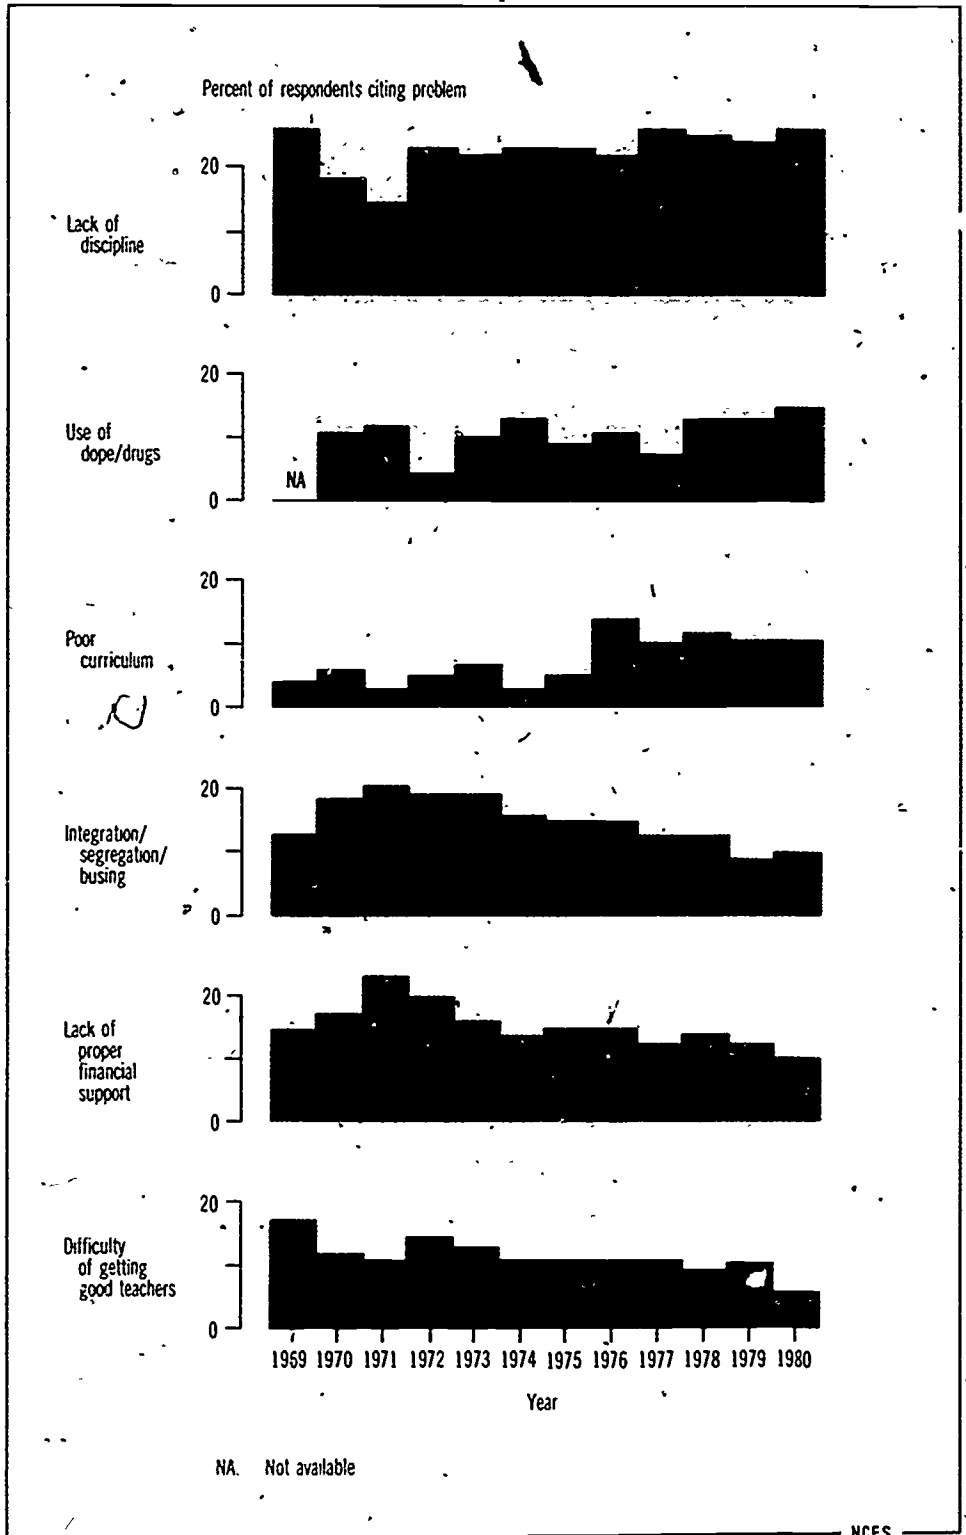 Percent of respondents citing problem
20
0
Lack of
discipline
20
0
Use of
dope/drugs
NA
20
0
Poor
curriculum
20
0
Integration/
segregation/
busing
20
0
Lack of
proper
financial
support
20
0
Difficulty
of getting
good teachers
1969 1970 1971 1972 1973 1974 1975 1976 1977 1978 1979 1980
Year
NA. Not available
NCES